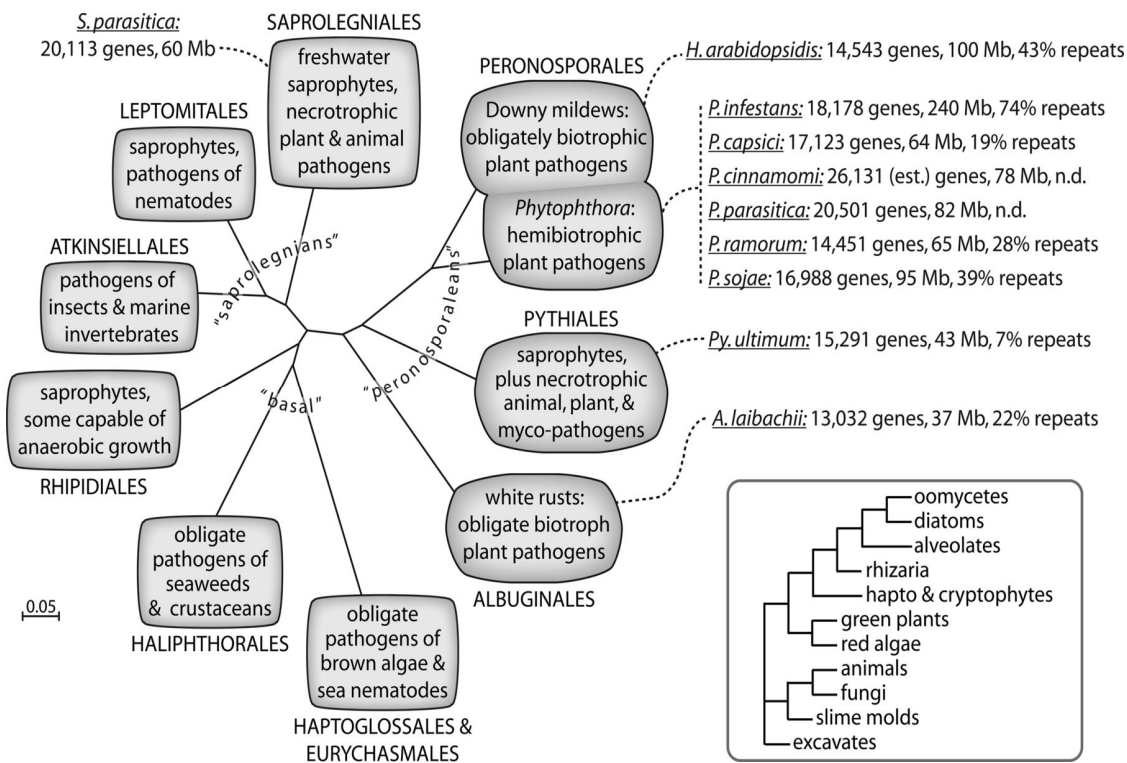 S. parasitica:
20,113 genes, 60 Mb
SAPROLEGNIALES
freshwater
saprophytes,
necrotrophic
plant & animal
pathogens
LEPTOMITALES
saprophytes,
pathogens of
nematodes
ATKINSIELLALES
pathogens of
insects & marine
invertebrates
"saprolegnians"
saprophytes,
some capable of
anaerobic growth
RHIPIDIALES
"basal"
obligate
pathogens of
seaweeds
& crustaceans
HALIPHTHORALES
0.05
obligate
pathogens of
brown algae &
sea nematodes
HAPTOGLOSSALES &
EURYCHASMALES
PERONOSPORALES
Downy mildews:
obligately biotrophic
plant pathogens
Phytophthora:
hemibiotrophic
plant pathogens
"peronosporaleans"
PYTHIALES
saprophytes,
plus necrotrophic
animal, plant, &
myco-pathogens
white rusts:
obligate biotroph
plant pathogens
ALBUGINALES
H. arabidopsidis: 14,543 genes, 100 Mb, 43% repeats
P. infestans: 18,178 genes, 240 Mb, 74% repeats
P. capsici: 17,123 genes, 64 Mb, 19% repeats
P. cinnamomi: 26,131 (est.) genes, 78 Mb, n.d.
P. parasitica: 20,501 genes, 82 Mb, n.d.
P. ramorum: 14,451 genes, 65 Mb, 28% repeats
P. sojae: 16,988 genes, 95 Mb, 39% repeats
Py. ultimum: 15,291 genes, 43 Mb, 7% repeats
A. laibachii: 13,032 genes, 37 Mb, 22% repeats
oomycetes
diatoms
alveolates
rhizaria
hapto & cryptophytes
green plants
red algae
animals
fungi
slime molds
excavates